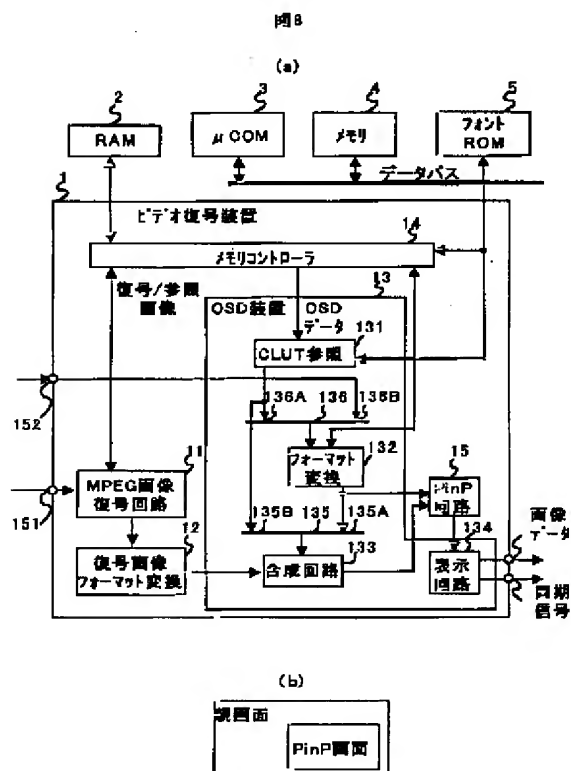 図8
(a)
2
3
4
5
RAM
μCOM
メモリ
フォント
ROM
データバス
1
ビデオ復号装置
14
メモリコントローラ
復号/参照
画像
13
OSD装置
OSD
データ
131
CLUT参照
136A
136
136B
152
132
フォーマット
変換
11
MPEG画像
復号回路
151
15
PinP
回路
135B
135
135A
134
画像
データ
12
復号画像
フォーマット変換
133
合成回路
表示
回路
同期
信号
(b)
親画面
PinP画面